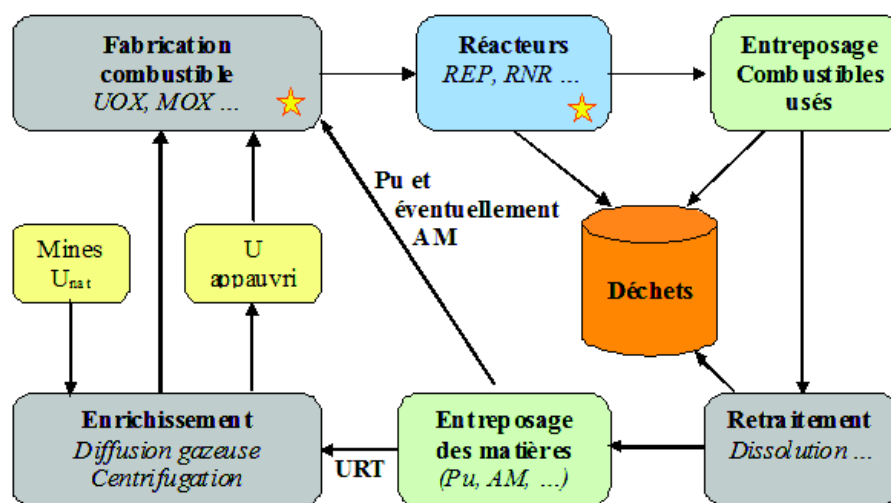 Fabrication
combustible
UOX, MOX ...
Réacteurs
REP, RNR ...
Entreposage
Combustibles
usés
Pu et
éventuellement
AM
Mines
Unat
U
appauvri
Déchets
Enrichissement
Diffusion gazeuse
Centrifugation
URT
Entreposage
des matières
(Pu, AM, ...)
Retraitement
Dissolution ...